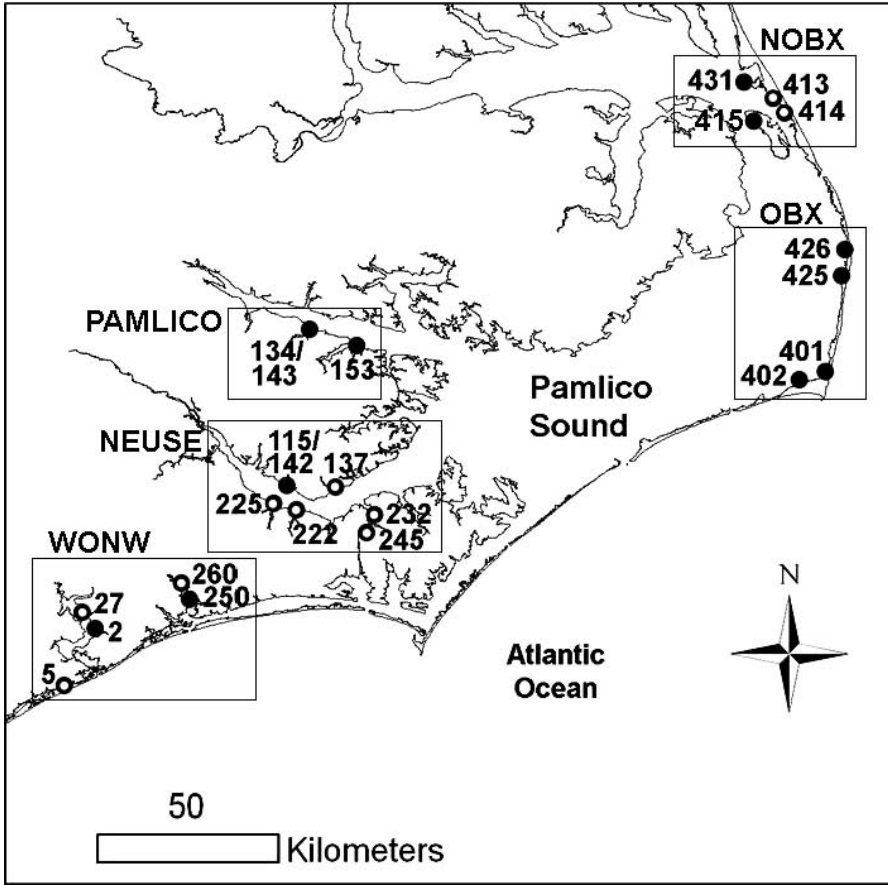 NOBX
431
413
414
415
OBX
426
425
401
402
PAMLICO
134/
143
153
Pamlico
Sound
NEUSE
115/
142
137
225
222
232
245
WONW
260
250
27
2
5
N
Atlantic
Ocean
50
Kilometers